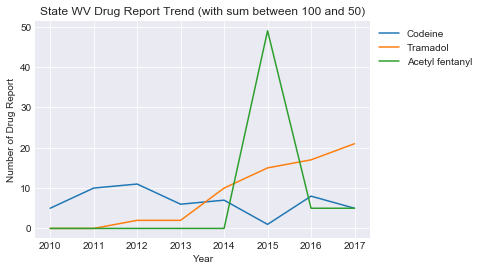 State WV Drug Report Trend (with sum between 100 and 50)
Codeine
Tramadol
Acetyl fentanyl
Number of Drug Report
50
40
30
20
10
0
2010 2011 2012 2013 2014 2015 2016 2017
Year